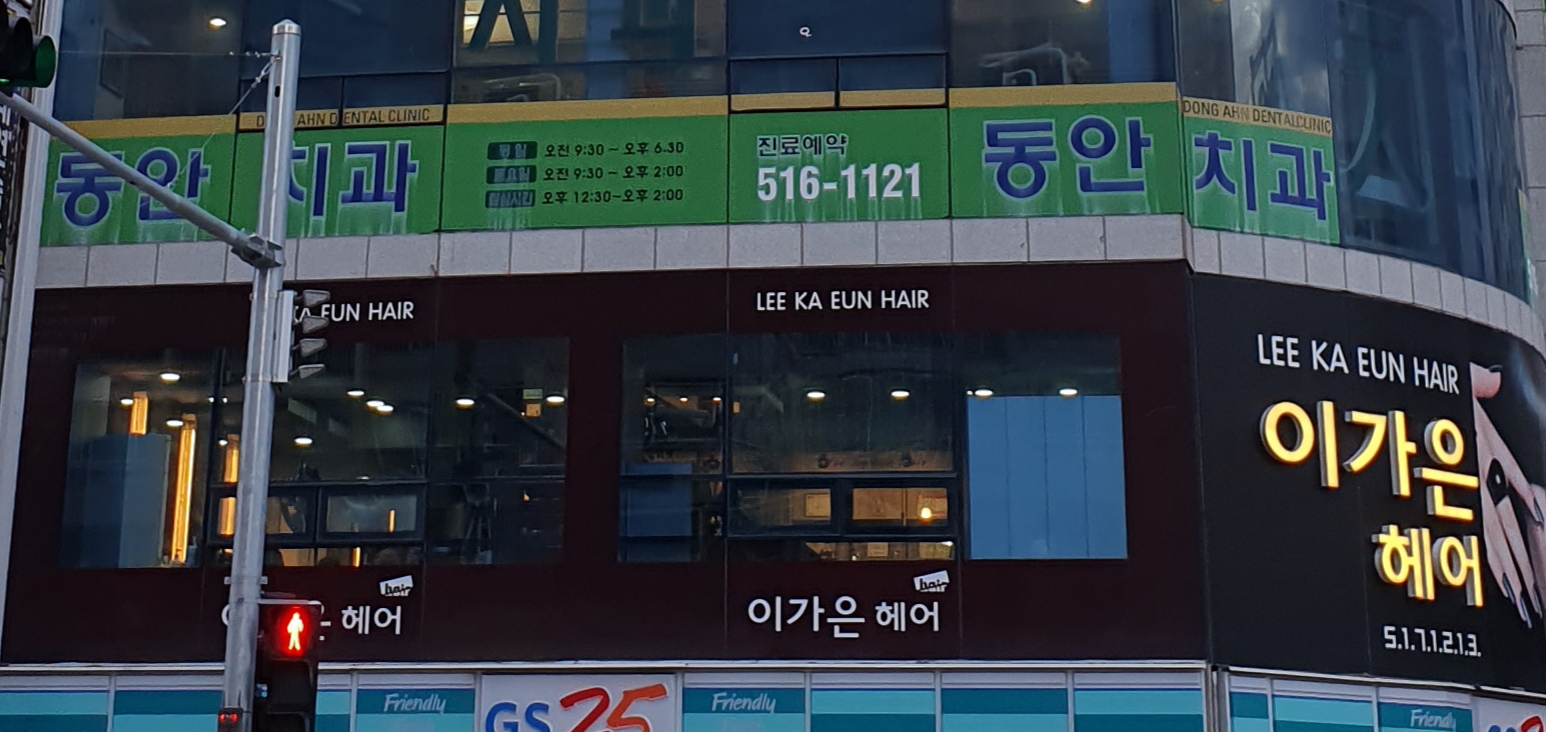 DONG AHN DENTAL CLINIC
동안 치과
평일 오전 9:30 ~ 오후 6.30
토요일 오전 9:30 ~ 오후 2:00
점심시간 오후 12:30~오후 2:00
진료예약
516-1121
동안
DONG AHN DENTALCLINIC
치과
KA EUN HAIR
LEE KA EUN HAIR
LEE KA EUN HAIR
이가은
헤어
5.1.7.1.2.1.3.
hair
헤어
hair
이가은 헤어
Friendly
GS25
Friendly
Friendly